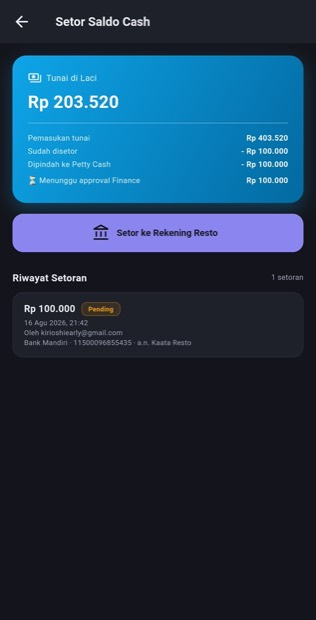 Setor Saldo Cash
Tunai di Laci
Rp 203.520
Pemasukan tunai Rp 403.520
Sudah disetor - Rp 100.000
Dipindah ke Petty Cash - Rp 100.000
⏳ Menunggu approval Finance Rp 100.000
Setor ke Rekening Resto
Riwayat Setoran 1 setoran
Rp 100.000 Pending
16 Agu 2026, 21:42
Oleh kirioshiearly@gmail.com
Bank Mandiri · 11500096855435 · a.n. Kaata Resto